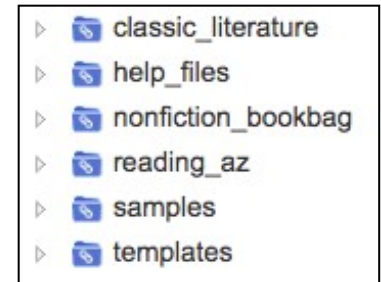 classic_literature
help_files
nonfiction_bookbag
reading_az
samples
templates